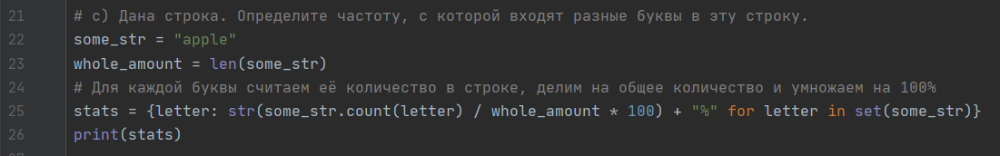 21 # c) Дана строка. Определите частоту, с которой входят разные буквы в эту строку.
22 some_str = "apple"
23 whole_amount = len(some_str)
24 # Для каждой буквы считаем её количество в строке, делим на общее количество и умножаем на 100%
25 stats = {letter: str(some_str.count(letter) / whole_amount * 100) + "%" for letter in set(some_str)}
26 print(stats)